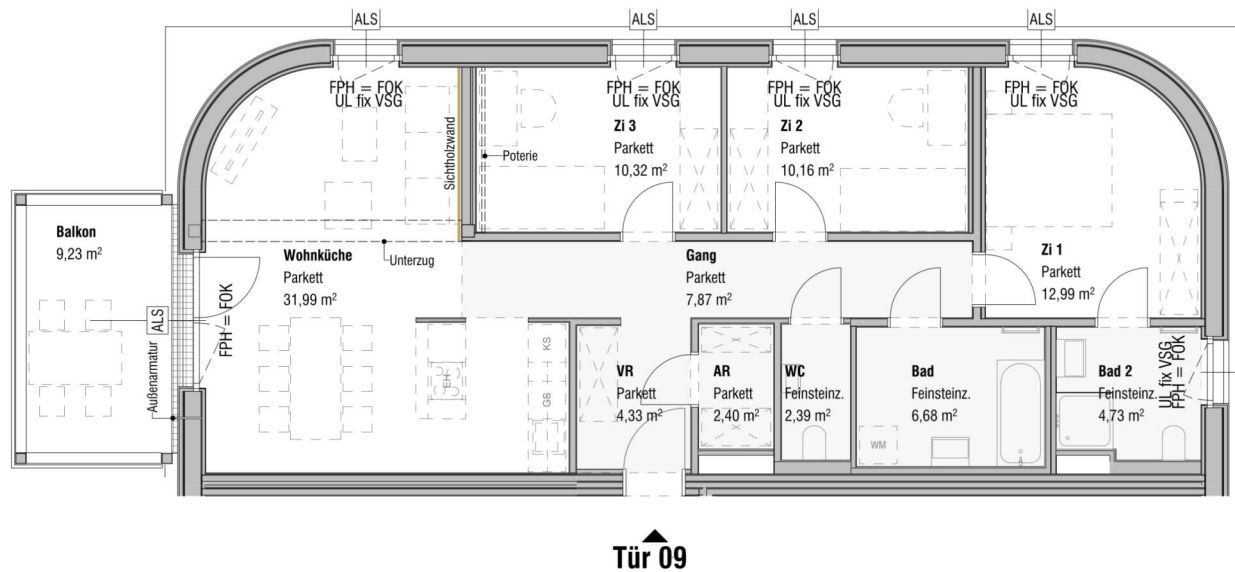 ALS
ALS
ALS
ALS
FPH = FOK
UL fix VSG
FPH = FOK
UL fix VSG
FPH = FOK
UL fix VSG
FPH = FOK
UL fix VSG
Zi 3
Parkett
10,32 m²
Zi 2
Parkett
10,16 m²
Sichtholzwand
Poterie
Balkon
9,23 m²
Wohnküche
Parkett
31,99 m²
Unterzug
Gang
Parkett
7,87 m²
Zi 1
Parkett
12,99 m²
ALS
FPH = FOK
Außenarmatur
EH
KS
GS
VR
Parkett
4,33 m²
AR
Parkett
2,40 m²
WC
Feinsteinz.
2,39 m²
Bad
Feinsteinz.
6,68 m²
WM
Bad 2
Feinsteinz.
4,73 m²
UL fix VSG
FPH = FOK
Tür 09